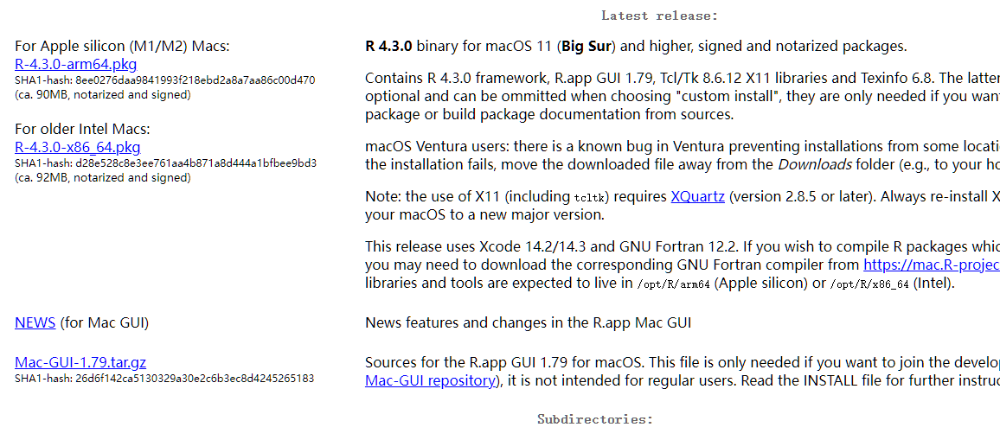 Latest release:
For Apple silicon (M1/M2) Macs:
R-4.3.0-arm64.pkg
SHA1-hash: 8ee0276daa9841993f218ebd2a8a7aa86c00d470
(ca. 90MB, notarized and signed)
For older Intel Macs:
R-4.3.0-x86_64.pkg
SHA1-hash: d28e528c8e3ee761aa4b871a8d444a1bfbee9bd3
(ca. 92MB, notarized and signed)
R 4.3.0 binary for macOS 11 (Big Sur) and higher, signed and notarized packages.
Contains R 4.3.0 framework, R.app GUI 1.79, Tcl/Tk 8.6.12 X11 libraries and Texinfo 6.8. The latter
optional and can be ommitted when choosing "custom install", they are only needed if you wan
package or build package documentation from sources.
macOS Ventura users: there is a known bug in Ventura preventing installations from some locati
the installation fails, move the downloaded file away from the Downloads folder (e.g., to your ho
Note: the use of X11 (including tcltk) requires XQuartz (version 2.8.5 or later). Always re-install X
your macOS to a new major version.
This release uses Xcode 14.2/14.3 and GNU Fortran 12.2. If you wish to compile R packages whic
you may need to download the corresponding GNU Fortran compiler from https://mac.R-projec
libraries and tools are expected to live in /opt/R/arm64 (Apple silicon) or /opt/R/x86_64 (Intel).
NEWS (for Mac GUI)
News features and changes in the R.app Mac GUI
Mac-GUI-1.79.tar.gz
SHA1-hash: 26d6f142ca5130329a30e2c6b3ec8d4245265183
Sources for the R.app GUI 1.79 for macOS. This file is only needed if you want to join the develop
Mac-GUI repository), it is not intended for regular users. Read the INSTALL file for further instruc
Subdirectories: